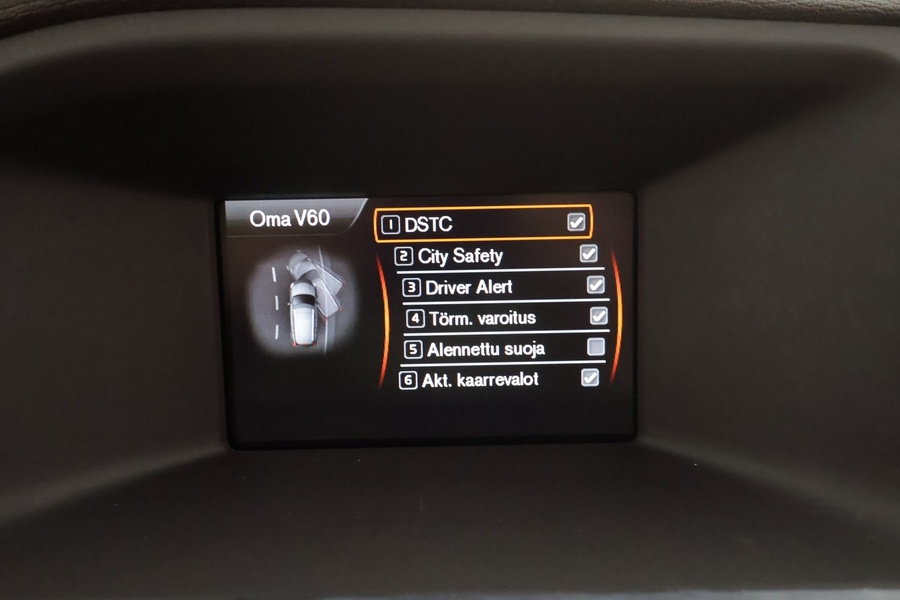 Oma V60
1 DSTC
2 City Safety
3 Driver Alert
4 Törm. varoitus
5 Alennettu suoja
6 Akt. kaarrevalot